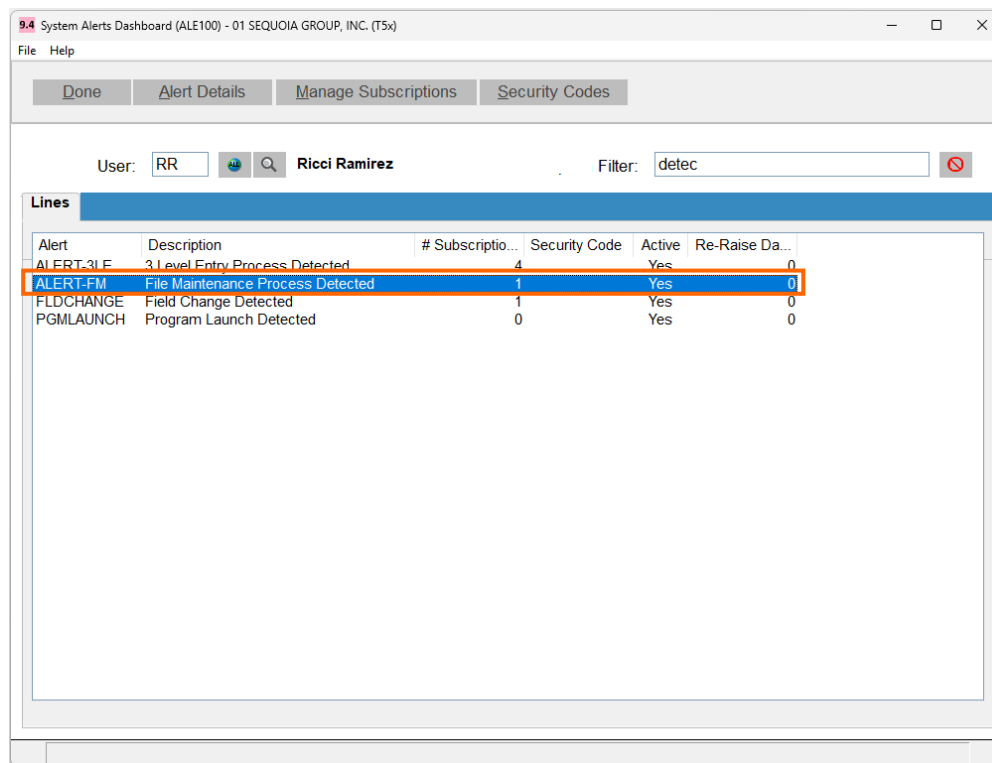 9.4 System Alerts Dashboard (ALE100) - 01 SEQUOIA GROUP, INC. (T5x)
File Help
Done Alert Details Manage Subscriptions Security Codes
User: RR Ricci Ramirez Filter: detec
Lines
Alert Description # Subscriptio... Security Code Active Re-Raise Da...
ALERT-3LE 3 Level Entry Process Detected 4 Yes 0
ALERT-FM File Maintenance Process Detected 1 Yes 0
FLDCHANGE Field Change Detected 1 Yes 0
PGMLAUNCH Program Launch Detected 0 Yes 0